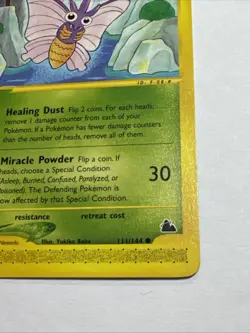 Healing Dust Flip 2 coins. For each heads,
remove 1 damage counter from each of your
Pokémon. If a Pokémon has fewer damage counters
than the number of heads, remove all of them.
Miracle Powder Flip a coin. If
heads, choose a Special Condition
(Asleep, Burned, Confused, Paralyzed, or
Poisoned). The Defending Pokémon is
now affected by that Special Condition.
30
resistance retreat cost
Nintendo Illus. Yukiko Baba 111/144